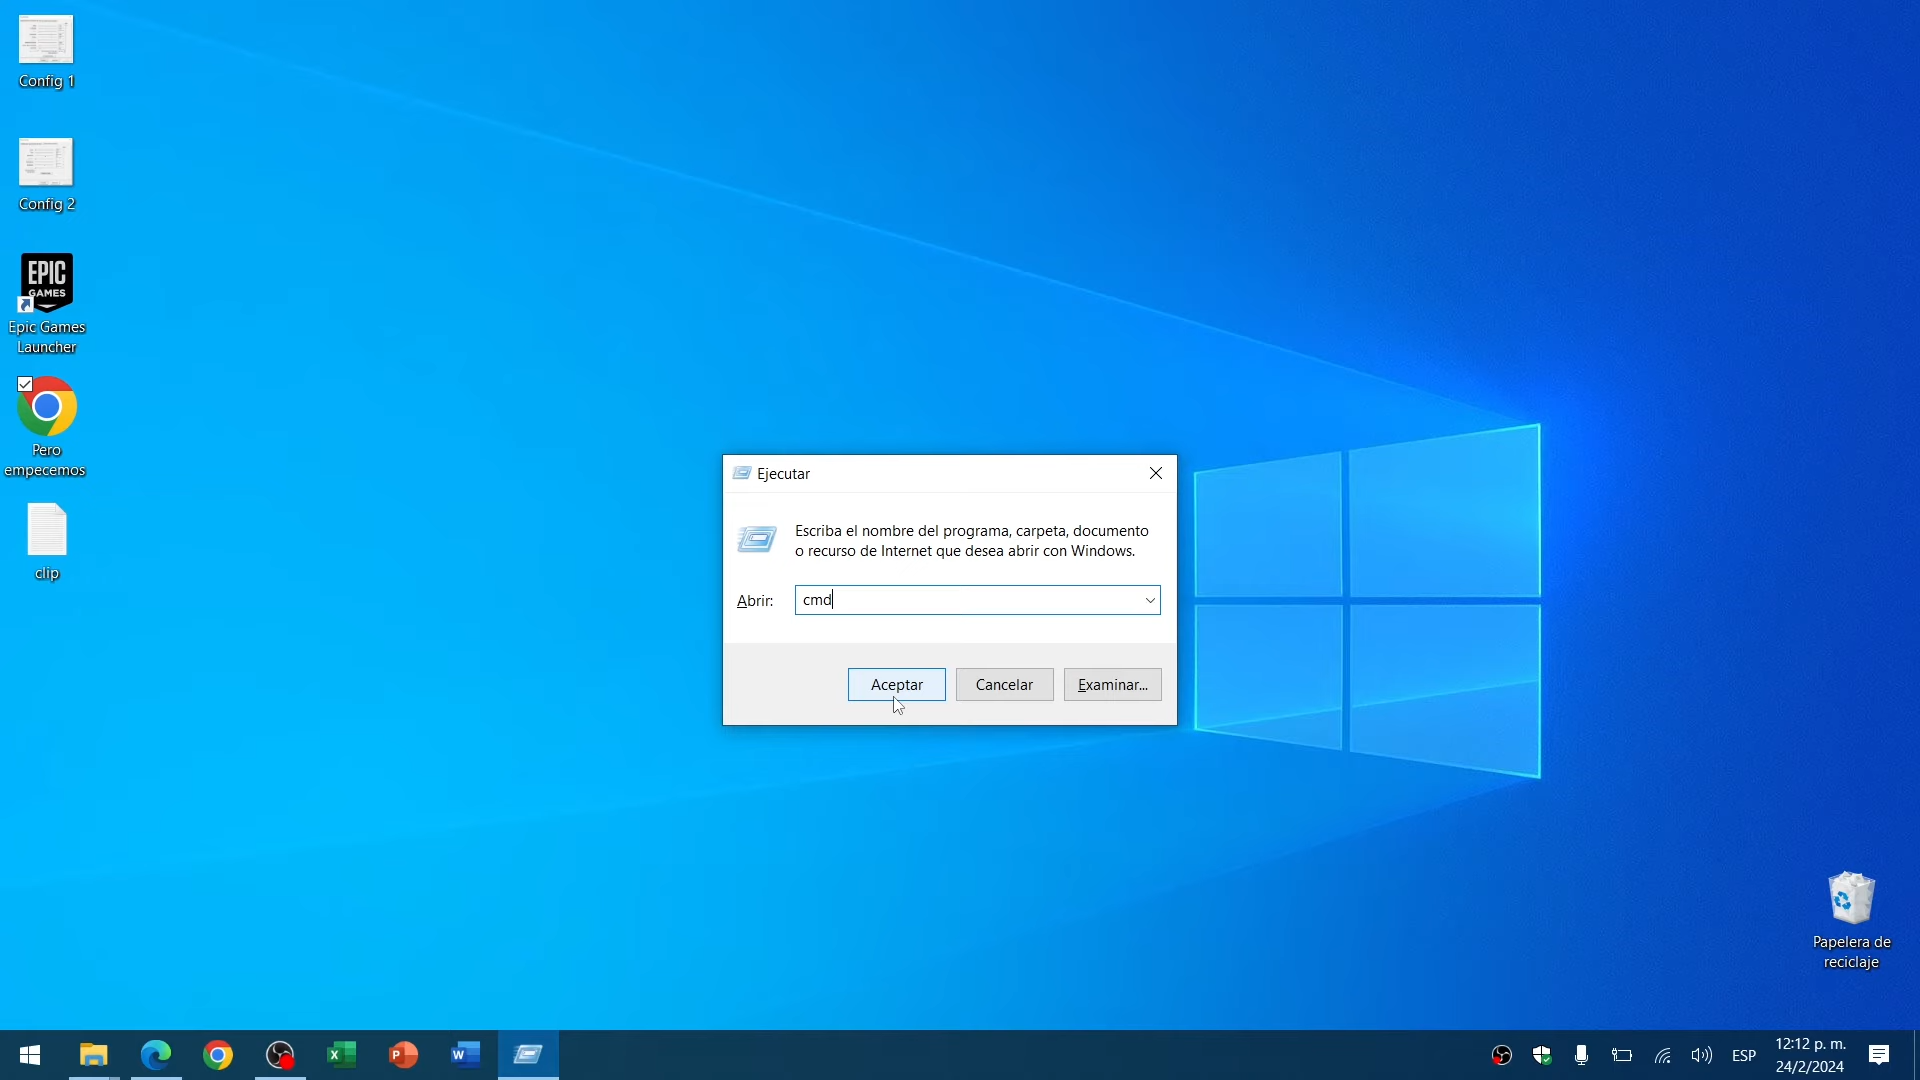 Config 1
Config 2
EPIC
GAMES
Epic Games
Launcher
Pero
empecemos
clip
Ejecutar
Escriba el nombre del programa, carpeta, documento
o recurso de Internet que desea abrir con Windows.
Abrir: cmd
Aceptar Cancelar Examinar...
Papelera de
reciclaje
ESP
12:12 p. m.
24/2/2024